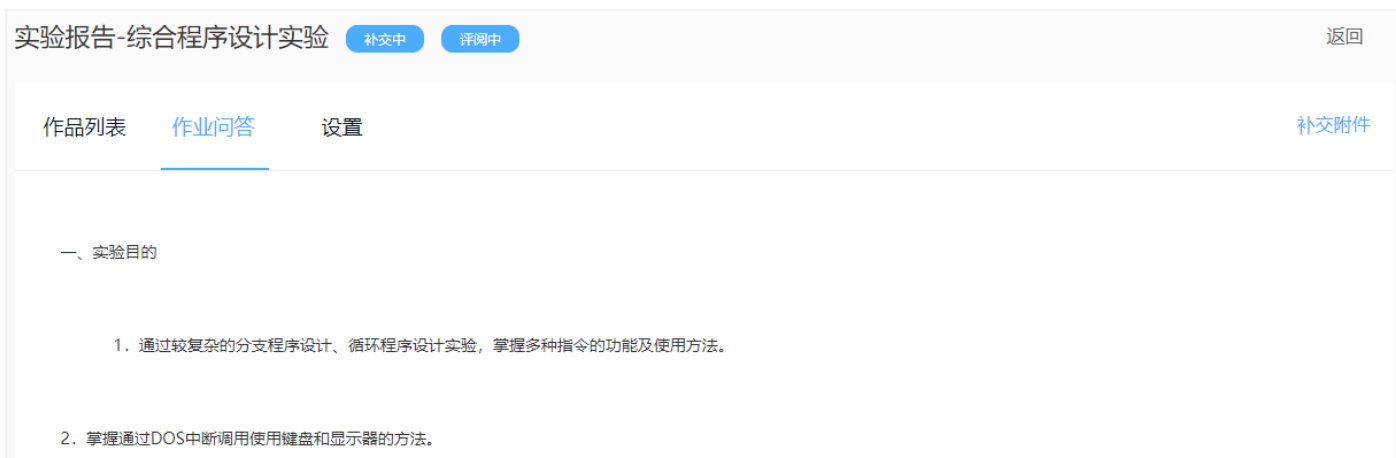 实验报告-综合程序设计实验 补交中 评阅中 返回
作品列表 作业问答 设置 补交附件
一、实验目的
1. 通过较复杂的分支程序设计、循环程序设计实验，掌握多种指令的功能及使用方法。
2. 掌握通过DOS中断调用使用键盘和显示器的方法。